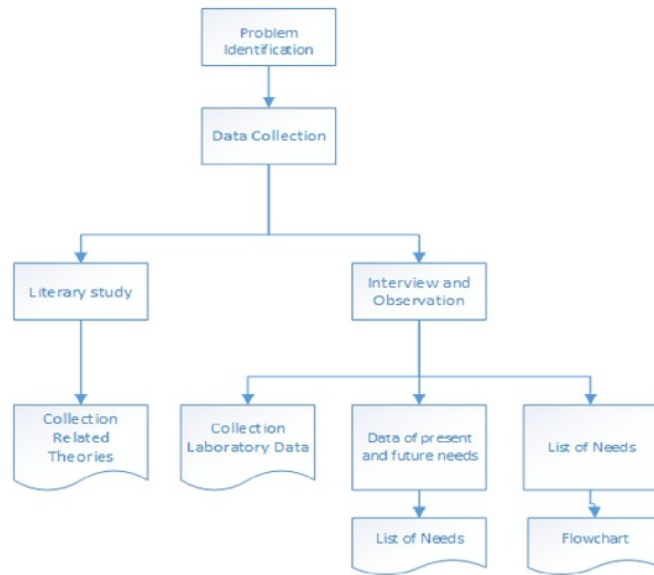 Problem
Identification
Data Collection
Literary study
Interview and
Observation
Collection
Related
Theories
Collection
Laboratory Data
Data of present
and future needs
List of Needs
List of Needs
Flowchart